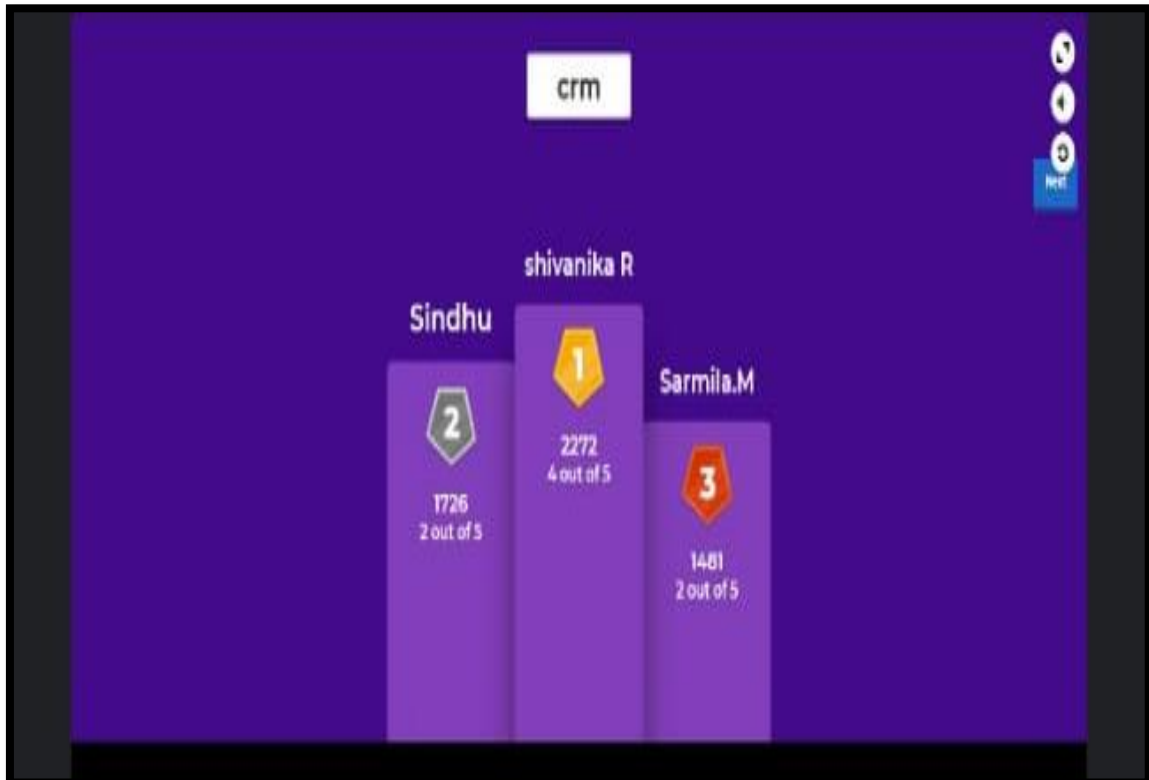 crm
Next
shivanika R
Sindhu
1
Sarmila.M
2
2272
4 out of 5
3
1726
2 out of 5
1481
2 out of 5